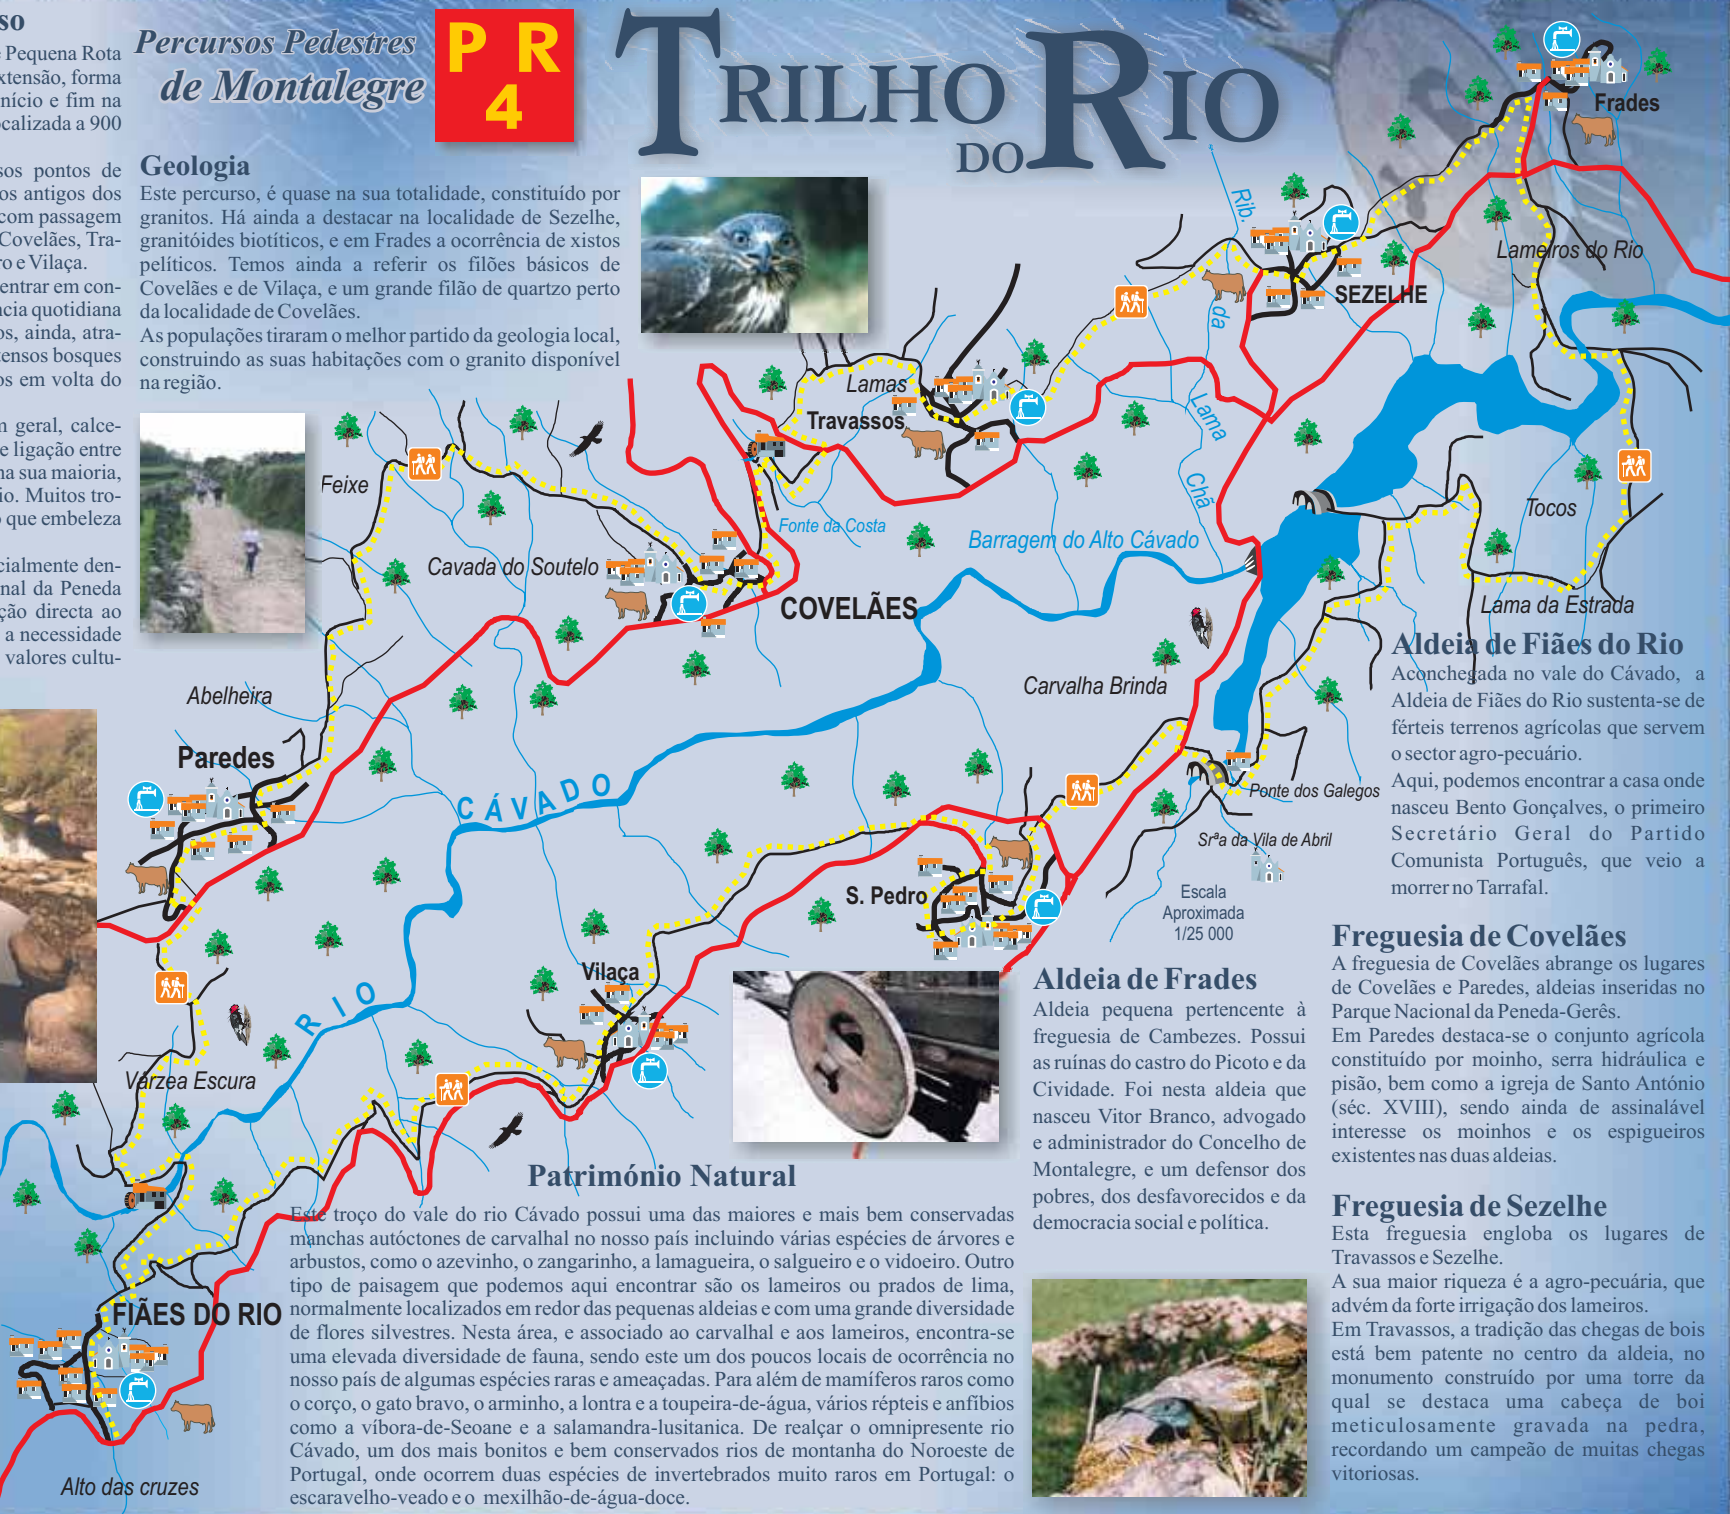 so
Pequena Rota
xtensão, forma
nício e fim na
ocalizada a 900
sos pontos de
os antigos dos
com passagem
Covelães, Tra-
ro e Vilaça.
entrar em con-
ncia quotidiana
os, ainda, atra-
tensos bosques
os em volta do
m geral, calce-
e ligação entre
na sua maioria,
io. Muitos tro-
o que embeleza
cialmente den-
nal da Peneda
ção directa ao
a necessidade
valores cultu-
Percursos Pedestres
de Montalegre
P R
4
TRILHO
DO RIO
Geologia
Este percurso, é quase na sua totalidade, constituído por
granitos. Há ainda a destacar na localidade de Sezelhe,
granitóides biotíticos, e em Frades a ocorrência de xistos
pelíticos. Temos ainda a referir os filões básicos de
Covelães e de Vilaça, e um grande filão de quartzo perto
da localidade de Covelães.
As populações tiraram o melhor partido da geologia local,
construindo as suas habitações com o granito disponível
na região.
Frades
Lameiros do Rio
Rib.
da
Lama
Chã
SEZELHE
Lamas
Travassos
Feixe
Fonte da Costa
Tocos
Barragem do Alto Cávado
Cavada do Soutelo
COVELÃES
Lama da Estrada
Carvalha Brinda
Abelheira
Paredes
RIO
CÁVADO
Ponte dos Galegos
Srªa da Vila de Abril
S. Pedro
Escala
Aproximada
1/25 000
Vilaça
Várzea Escura
FIÃES DO RIO
Alto das cruzes
Património Natural
Este troço do vale do rio Cávado possui uma das maiores e mais bem conservadas
manchas autóctones de carvalhal no nosso país incluindo várias espécies de árvores e
arbustos, como o azevinho, o zangarinho, a lamagueira, o salgueiro e o vidoeiro. Outro
tipo de paisagem que podemos aqui encontrar são os lameiros ou prados de lima,
normalmente localizados em redor das pequenas aldeias e com uma grande diversidade
de flores silvestres. Nesta área, e associado ao carvalhal e aos lameiros, encontra-se
uma elevada diversidade de fauna, sendo este um dos poucos locais de ocorrência no
nosso país de algumas espécies raras e ameaçadas. Para além de mamíferos raros como
o corço, o gato bravo, o arminho, a lontra e a toupeira-de-água, vários répteis e anfíbios
como a víbora-de-Seoane e a salamandra-lusitanica. De realçar o omnipresente rio
Cávado, um dos mais bonitos e bem conservados rios de montanha do Noroeste de
Portugal, onde ocorrem duas espécies de invertebrados muito raros em Portugal: o
escaravelho-veado e o mexilhão-de-água-doce.
Aldeia de Frades
Aldeia pequena pertencente à
freguesia de Cambezes. Possui
as ruínas do castro do Picoto e da
Cividade. Foi nesta aldeia que
nasceu Vitor Branco, advogado
e administrador do Concelho de
Montalegre, e um defensor dos
pobres, dos desfavorecidos e da
democracia social e política.
Aldeia de Fiães do Rio
Aconchegada no vale do Cávado, a
Aldeia de Fiães do Rio sustenta-se de
férteis terrenos agrícolas que servem
o sector agro-pecuário.
Aqui, podemos encontrar a casa onde
nasceu Bento Gonçalves, o primeiro
Secretário Geral do Partido
Comunista Português, que veio a
morrer no Tarrafal.
Freguesia de Covelães
A freguesia de Covelães abrange os lugares
de Covelães e Paredes, aldeias inseridas no
Parque Nacional da Peneda-Gerês.
Em Paredes destaca-se o conjunto agrícola
constituído por moinho, serra hidráulica e
pisão, bem como a igreja de Santo António
(séc. XVIII), sendo ainda de assinalável
interesse os moinhos e os espigueiros
existentes nas duas aldeias.
Freguesia de Sezelhe
Esta freguesia engloba os lugares de
Travassos e Sezelhe.
A sua maior riqueza é a agro-pecuária, que
advém da forte irrigação dos lameiros.
Em Travassos, a tradição das chegas de bois
está bem patente no centro da aldeia, no
monumento construído por uma torre da
qual se destaca uma cabeça de boi
meticulosamente gravada na pedra,
recordando um campeão de muitas chegas
vitoriosas.